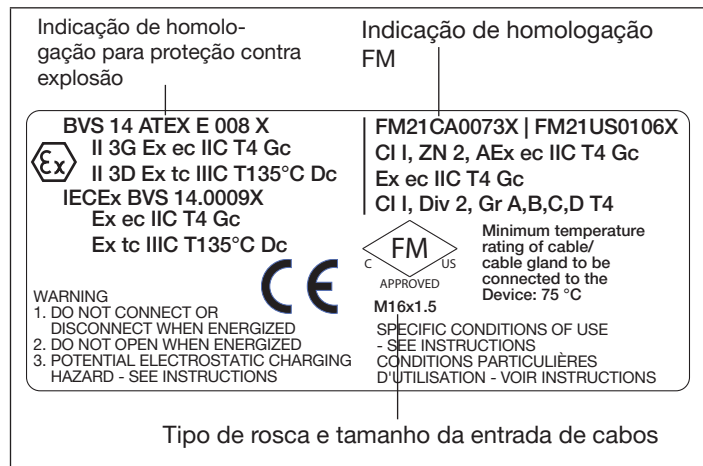 Indicação de homolo-
gação para proteção contra
explosão
Indicação de homologação
FM
BVS 14 ATEX E 008 X
II 3G Ex ec IIC T4 Gc
II 3D Ex tc IIIC T135°C Dc
IECEx BVS 14.0009X
Ex ec IIC T4 Gc
Ex tc IIIC T135°C Dc
Ex
CE
WARNING
1. DO NOT CONNECT OR
DISCONNECT WHEN ENERGIZED
2. DO NOT OPEN WHEN ENERGIZED
3. POTENTIAL ELECTROSTATIC CHARGING
HAZARD - SEE INSTRUCTIONS
FM21CA0073X | FM21US0106X
Cl I, ZN 2, AEx ec IIC T4 Gc
Ex ec IIC T4 Gc
Cl I, Div 2, Gr A,B,C,D T4
FM
C US
APPROVED
M16x1.5
Minimum temperature
rating of cable/
cable gland to be
connected to the
Device: 75 °C
SPECIFIC CONDITIONS OF USE
- SEE INSTRUCTIONS
CONDITIONS PARTICULIÈRES
D'UTILISATION - VOIR INSTRUCTIONS
Tipo de rosca e tamanho da entrada de cabos